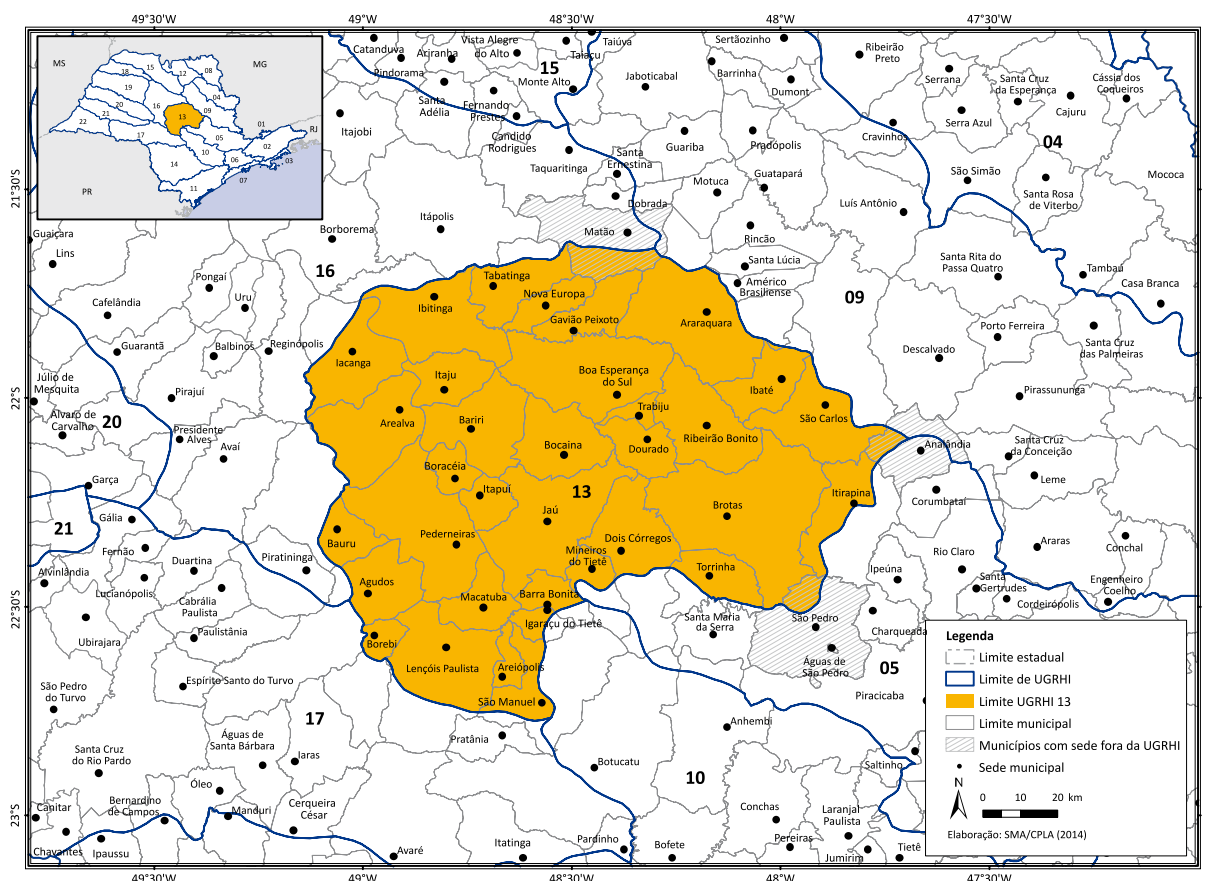 49°30'W
49°W
48°30'W
48°W
47°30'W
21°30'S
22°S
22°30'S
23°S
MS
MG
PR
RJ
15
18
12
08
19
04
16
09
20
13
21
22
17
05
01
02
10
06
03
14
07
11
Catanduva
Ariranha
Vista Alegre
do Alto
Taiúva
Taiaçu
Sertãozinho
Ribeirão
Preto
Pindorama
15
Monte Alto
Jaboticabal
Barrinha
Dumont
Serrana
Santa Cruz
da Esperança
Cássia dos
Coqueiros
Itajobi
Santa
Adélia
Fernando
Prestes
Candido
Rodrigues
Serra Azul
Cajuru
Cravinhos
04
Guariba
Pradópolis
Santa
Ernestina
Taquaritinga
Motuca
Guatapará
São Simão
Mococa
Dobrada
Luís Antônio
Santa Rosa
de Viterbo
Itápolis
Matão
Rincão
Guaiçara
Lins
Borborema
16
Santa Lúcia
Américo
Brasiliense
Santa Rita do
Passa Quatro
Tambaú
Casa Branca
Pongaí
Uru
Cafelândia
Tabatinga
Ibitinga
Nova Europa
Gavião Peixoto
Araraquara
09
Porto Ferreira
Santa Cruz
das Palmeiras
Guarantã
Balbinos
Reginópolis
Iacanga
Descalvado
Júlio de
Mesquita
Pirajuí
Itaju
Boa Esperança
do Sul
Ibaté
Pirassununga
Álvaro de
Carvalho
20
Presidente
Alves
Arealva
Bariri
Trabiju
São Carlos
Avaí
Bocaina
Dourado
Ribeirão Bonito
Analândia
Santa Cruz
da Conceição
Garça
Boracéia
Itapuí
13
Itirapina
Leme
Corumbataí
Gália
21
Jaú
Brotas
Bauru
Pederneiras
Dois Córregos
Araras
Conchal
Fernão
Duartina
Piratininga
Mineiros
do Tietê
Torrinha
Rio Claro
Ipeúna
Alvinlândia
Lucianópolis
Cabrália
Paulista
Agudos
Macatuba
Barra Bonita
Igaraçu do Tietê
Santa
Gertrudes
Cordeirópolis
Engenheiro
Coelho
Ubirajara
Paulistânia
Borebi
Lençóis Paulista
Areiópolis
Santa Maria
da Serra
São Pedro
Charqueada
Águas de
São Pedro
05
Espírito Santo do Turvo
São Pedro
do Turvo
São Manuel
Piracicaba
17
Águas de
Santa Bárbara
Pratânia
Anhembi
Santa Cruz
do Rio Pardo
Iaras
Botucatu
10
Saltinho
Óleo
Canitar
Bernardino
de Campos
Manduri
Cerqueira
César
Conchas
Laranjal
Paulista
Chavantes
Ipaussu
Avaré
Itatinga
Pardinho
Bofete
Pereiras
Jumirim
Tietê
Legenda
Limite estadual
Limite de UGRHI
Limite UGRHI 13
Limite municipal
Municípios com sede fora da UGRHI
Sede municipal
N
0 10 20 km
Elaboração: SMA/CPLA (2014)
49°30'W
49°W
48°30'W
48°W
47°30'W